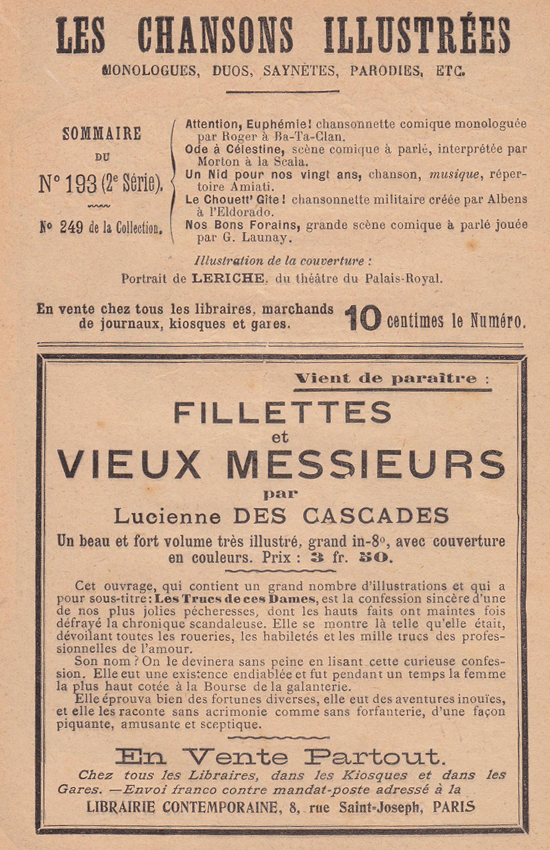 LES CHANSONS ILLUSTRÉES
MONOLOGUES, DUOS, SAYNÈTES, PARODIES, ETC.
SOMMAIRE
DU
N° 193 (2e Série).
N° 249 de la Collection.
Attention, Euphémie! chansonnette comique monologuée
par Roger à Ba-Ta-Clan.
Ode à Célestine, scène comique à parlé, interprétée par
Morton à la Scala.
Un Nid pour nos vingt ans, chanson, musique, réper-
toire Amiati.
Le Chouett' Gîte! chansonnette militaire créée par Albens
à l'Eldorado.
Nos Bons Forains, grande scène comique à parlé jouée
par G. Launay.
Illustration de la couverture :
Portrait de LERICHE, du théâtre du Palais-Royal.
En vente chez tous les libraires, marchands
de journaux, kiosques et gares.
10 centimes le Numéro.
Vient de paraître :
FILLETTES
et
VIEUX MESSIEURS
par
Lucienne DES CASCADES
Un beau et fort volume très illustré, grand in-8°, avec couverture
en couleurs. Prix : 3 fr. 50.
Cet ouvrage, qui contient un grand nombre d'illustrations et qui a
pour sous-titre : Les Trucs de ces Dames, est la confession sincère d'une
de nos plus jolies pécheresses, dont les hauts faits ont maintes fois
défrayé la chronique scandaleuse. Elle se montre là telle qu'elle était,
dévoilant toutes les roueries, les habiletés et les mille trucs des profes-
sionnelles de l'amour.
Son nom? On le devinera sans peine en lisant cette curieuse confes-
sion. Elle eut une existence endiablée et fut pendant un temps la femme
la plus haut cotée à la Bourse de la galanterie.
Elle éprouva bien des fortunes diverses, elle eut des aventures inouïes,
et elle les raconte sans acrimonie comme sans forfanterie, d'une façon
piquante, amusante et sceptique.
En Vente Partout.
Chez tous les Libraires, dans les Kiosques et dans les
Gares. —Envoi franco contre mandat-poste adressé à la
LIBRAIRIE CONTEMPORAINE, 8, rue Saint-Joseph, PARIS